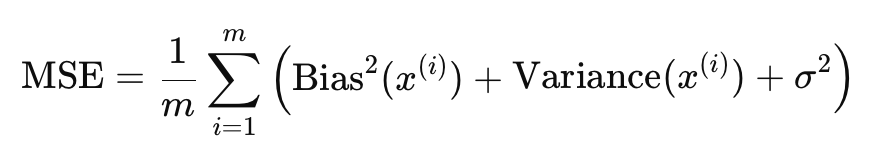 MSE = \frac{1}{m} \sum_{i=1}^{m} \left( \text{Bias}^2(x^{(i)}) + \text{Variance}(x^{(i)}) + \sigma^2 \right)